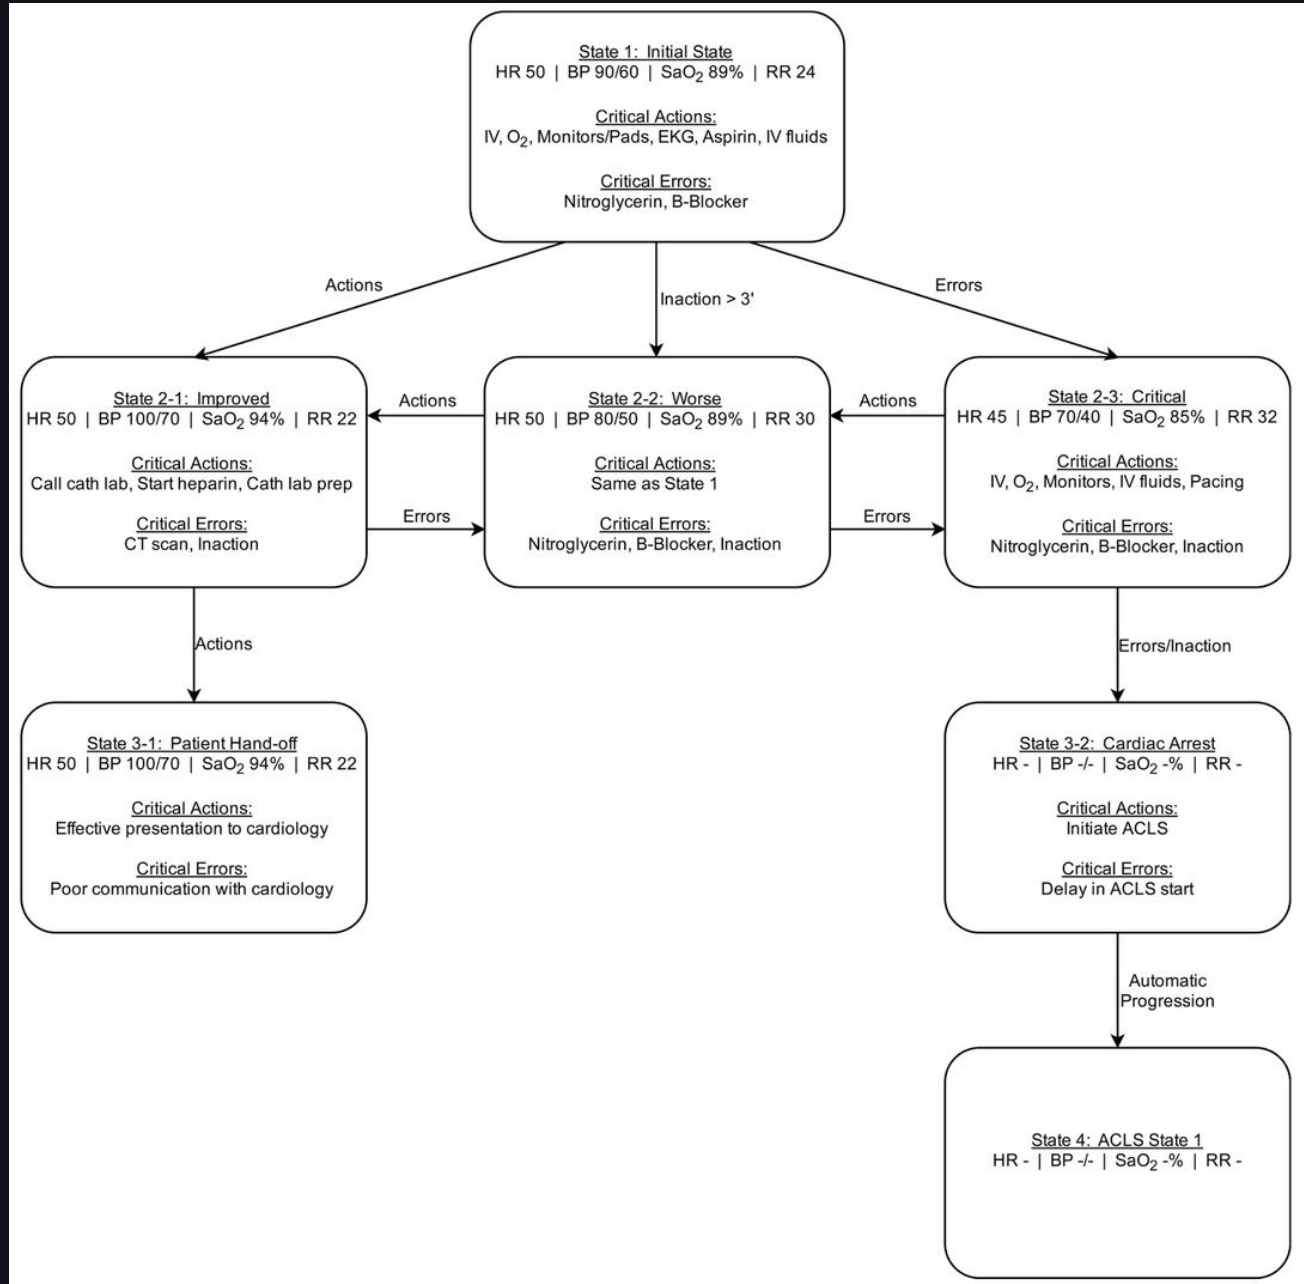 State 1: Initial State
HR 50 | BP 90/60 | SaO₂ 89% | RR 24
Critical Actions:
IV, O₂, Monitors/Pads, EKG, Aspirin, IV fluids
Critical Errors:
Nitroglycerin, B-Blocker
Actions
Inaction > 3'
Errors
State 2-1: Improved
HR 50 | BP 100/70 | SaO₂ 94% | RR 22
Critical Actions:
Call cath lab, Start heparin, Cath lab prep
Critical Errors:
CT scan, Inaction
Actions
Errors
State 2-2: Worse
HR 50 | BP 80/50 | SaO₂ 89% | RR 30
Critical Actions:
Same as State 1
Critical Errors:
Nitroglycerin, B-Blocker, Inaction
Actions
Errors
State 2-3: Critical
HR 45 | BP 70/40 | SaO₂ 85% | RR 32
Critical Actions:
IV, O₂, Monitors, IV fluids, Pacing
Critical Errors:
Nitroglycerin, B-Blocker, Inaction
Actions
Errors/Inaction
State 3-1: Patient Hand-off
HR 50 | BP 100/70 | SaO₂ 94% | RR 22
Critical Actions:
Effective presentation to cardiology
Critical Errors:
Poor communication with cardiology
State 3-2: Cardiac Arrest
HR - | BP -/- | SaO₂ -% | RR -
Critical Actions:
Initiate ACLS
Critical Errors:
Delay in ACLS start
Automatic
Progression
State 4: ACLS State 1
HR - | BP -/- | SaO₂ -% | RR -